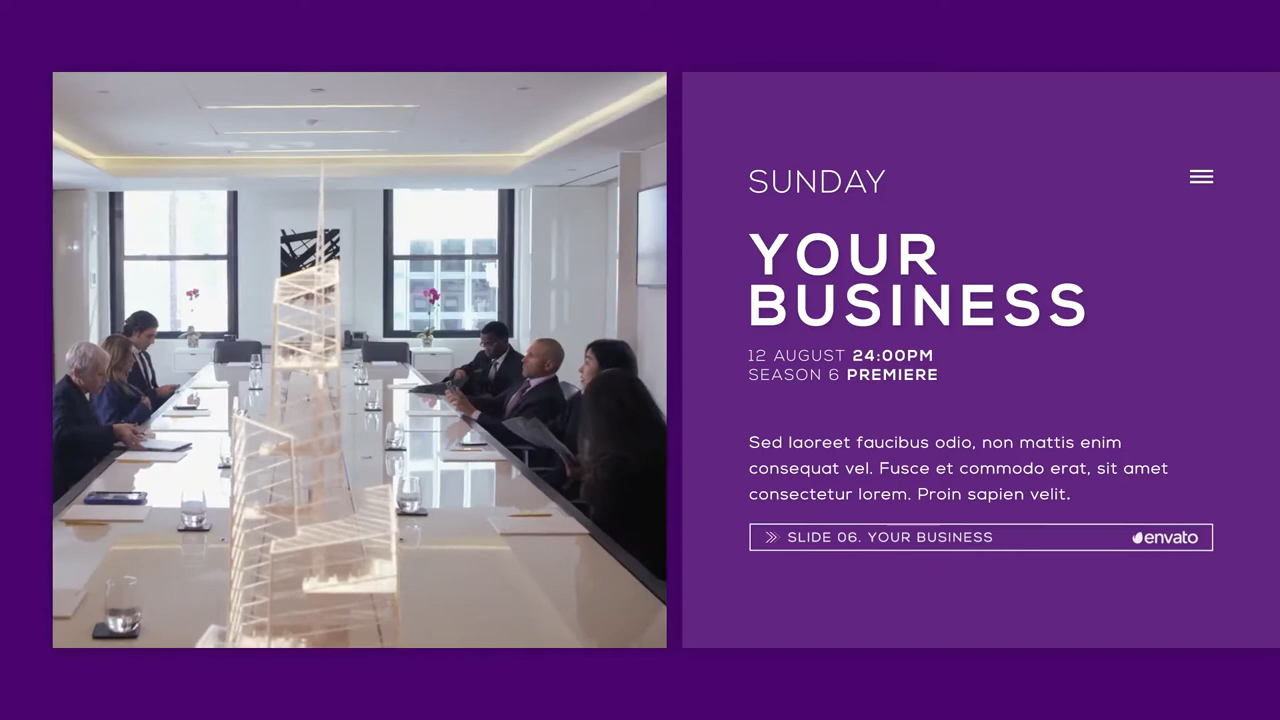 SUNDAY
YOUR
BUSINESS
12 AUGUST 24:00PM
SEASON 6 PREMIERE
Sed laoreet faucibus odio, non mattis enim
consequat vel. Fusce et commodo erat, sit amet
consectetur lorem. Proin sapien velit.
SLIDE 06. YOUR BUSINESS envato